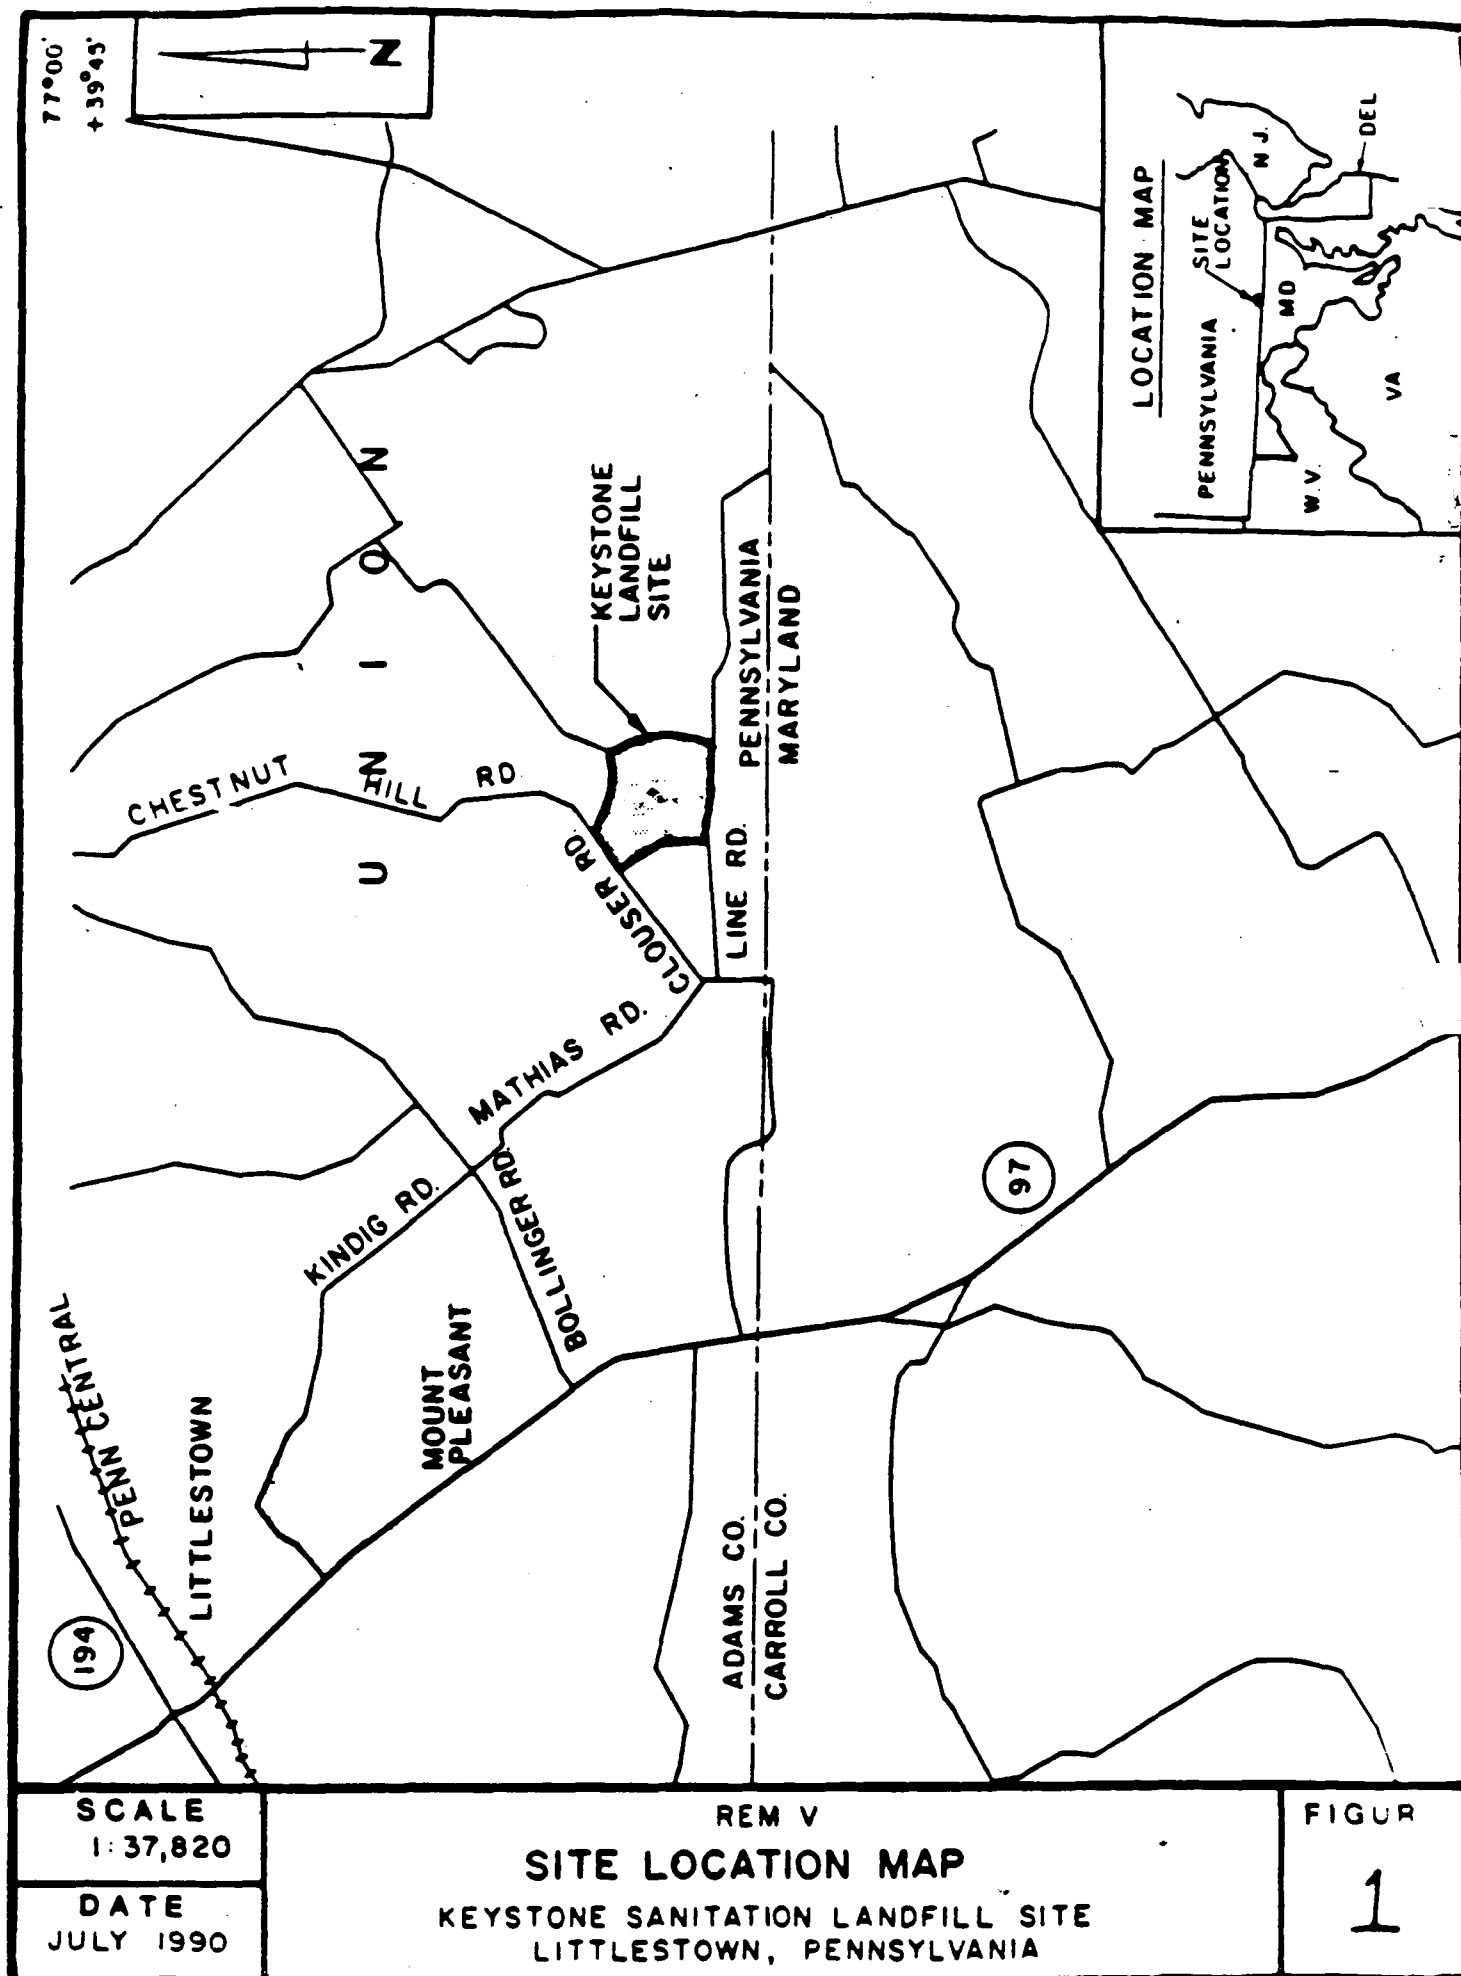 77°00'
+39°45'
N
LOCATION MAP
PENNSYLVANIA
SITE
LOCATION
N J.
DEL
MD
W.V.
VA
UNION
CHESTNUT HILL RD
KEYSTONE
LANDFILL
SITE
CLOUSER RD
LINE RD.
PENNSYLVANIA
MARYLAND
MATHIAS RD.
KINDIG RD.
BOLLINGER RD.
97
MOUNT
PLEASANT
PENN CENTRAL
LITTLESTOWN
194
ADAMS CO.
CARROLL CO.
SCALE
1:37,820
DATE
JULY 1990
REM V
SITE LOCATION MAP
KEYSTONE SANITATION LANDFILL SITE
LITTLESTOWN, PENNSYLVANIA
FIGUR
1